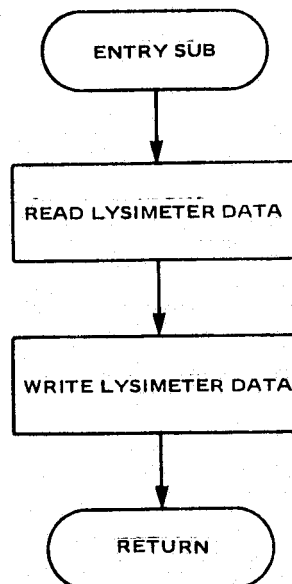 ENTRY SUB
READ LYSIMETER DATA
WRITE LYSIMETER DATA
RETURN